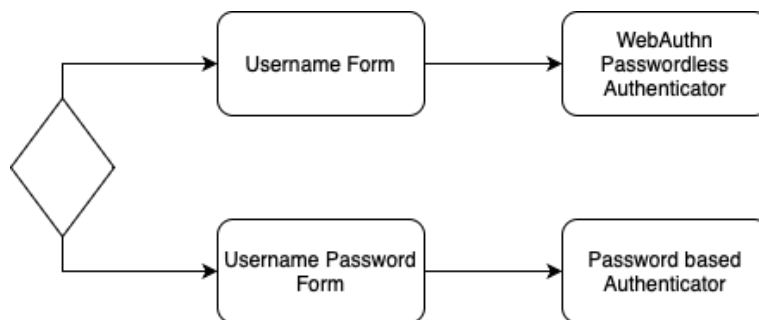 Username Form
WebAuthn
Passwordless
Authenticator
Username Password
Form
Password based
Authenticator